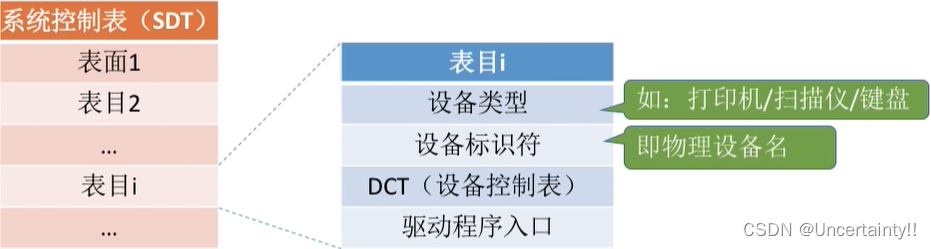 系统控制表（SDT）
表面1
表目2
...
表目i
...
表目i
设备类型
设备标识符
DCT（设备控制表）
驱动程序入口
如：打印机/扫描仪/键盘
即物理设备名
CSDN @Uncertainty!!